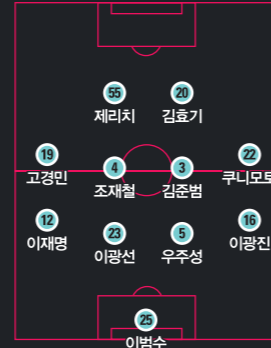 55 20
제리치 김효기
19 22
4 3
고경민 쿠니모토
조재철 김준범
12 16
23 5
이재명 이광진
이광선 우주성
25
이범수